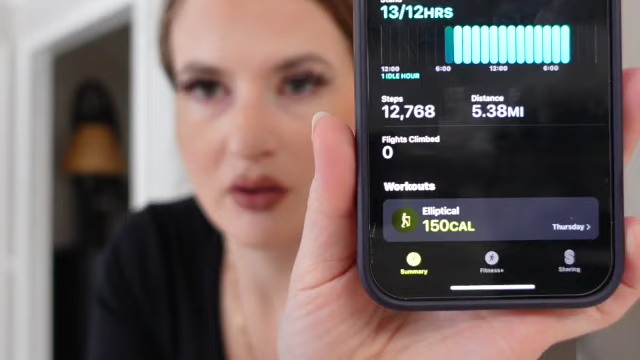 Stand
13/12HRS
12:00 6:00 12:00 6:00
1 IDLE HOUR
Steps Distance
12,768 5.38MI
Flights Climbed
0
Workouts
Elliptical
150CAL
Thursday
Summary Fitness+ Sharing